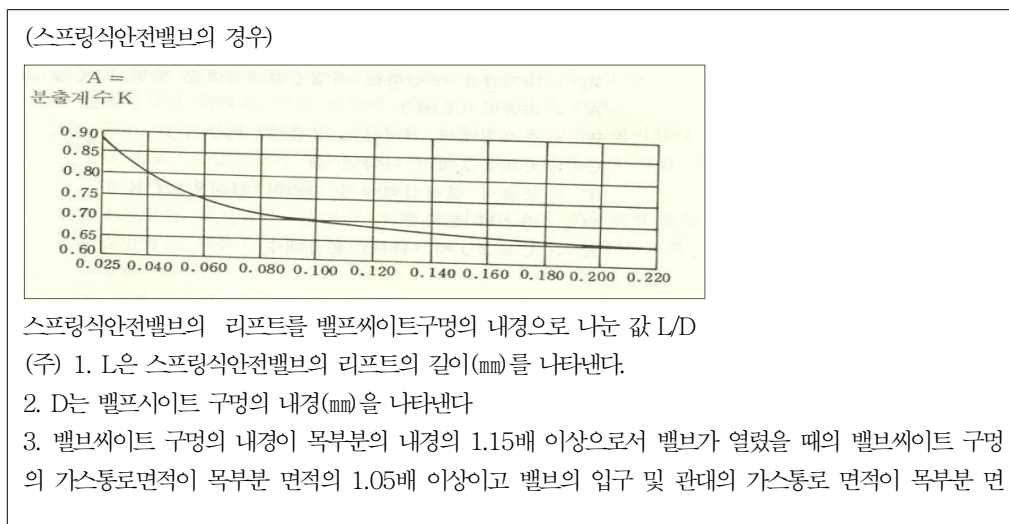 (스프링식안전밸브의 경우)
A =
분출계수 K
0.90
0.85
0.80
0.75
0.70
0.65
0.60
0.025 0.040 0.060 0.080 0.100 0.120 0.140 0.160 0.180 0.200 0.220
스프링식안전밸브의 리프트를 밸프씨이트구멍의 내경으로 나눈 값 L/D
(주) 1. L은 스프링식안전밸브의 리프트의 길이(㎜)를 나타낸다.
2. D는 밸프시이트 구멍의 내경(㎜)을 나타낸다
3. 밸브씨이트 구멍의 내경이 목부분의 내경의 1.15배 이상으로서 밸브가 열렸을 때의 밸브씨이트 구멍
의 가스통로면적이 목부분 면적의 1.05배 이상이고 밸브의 입구 및 관대의 가스통로 면적이 목부분 면